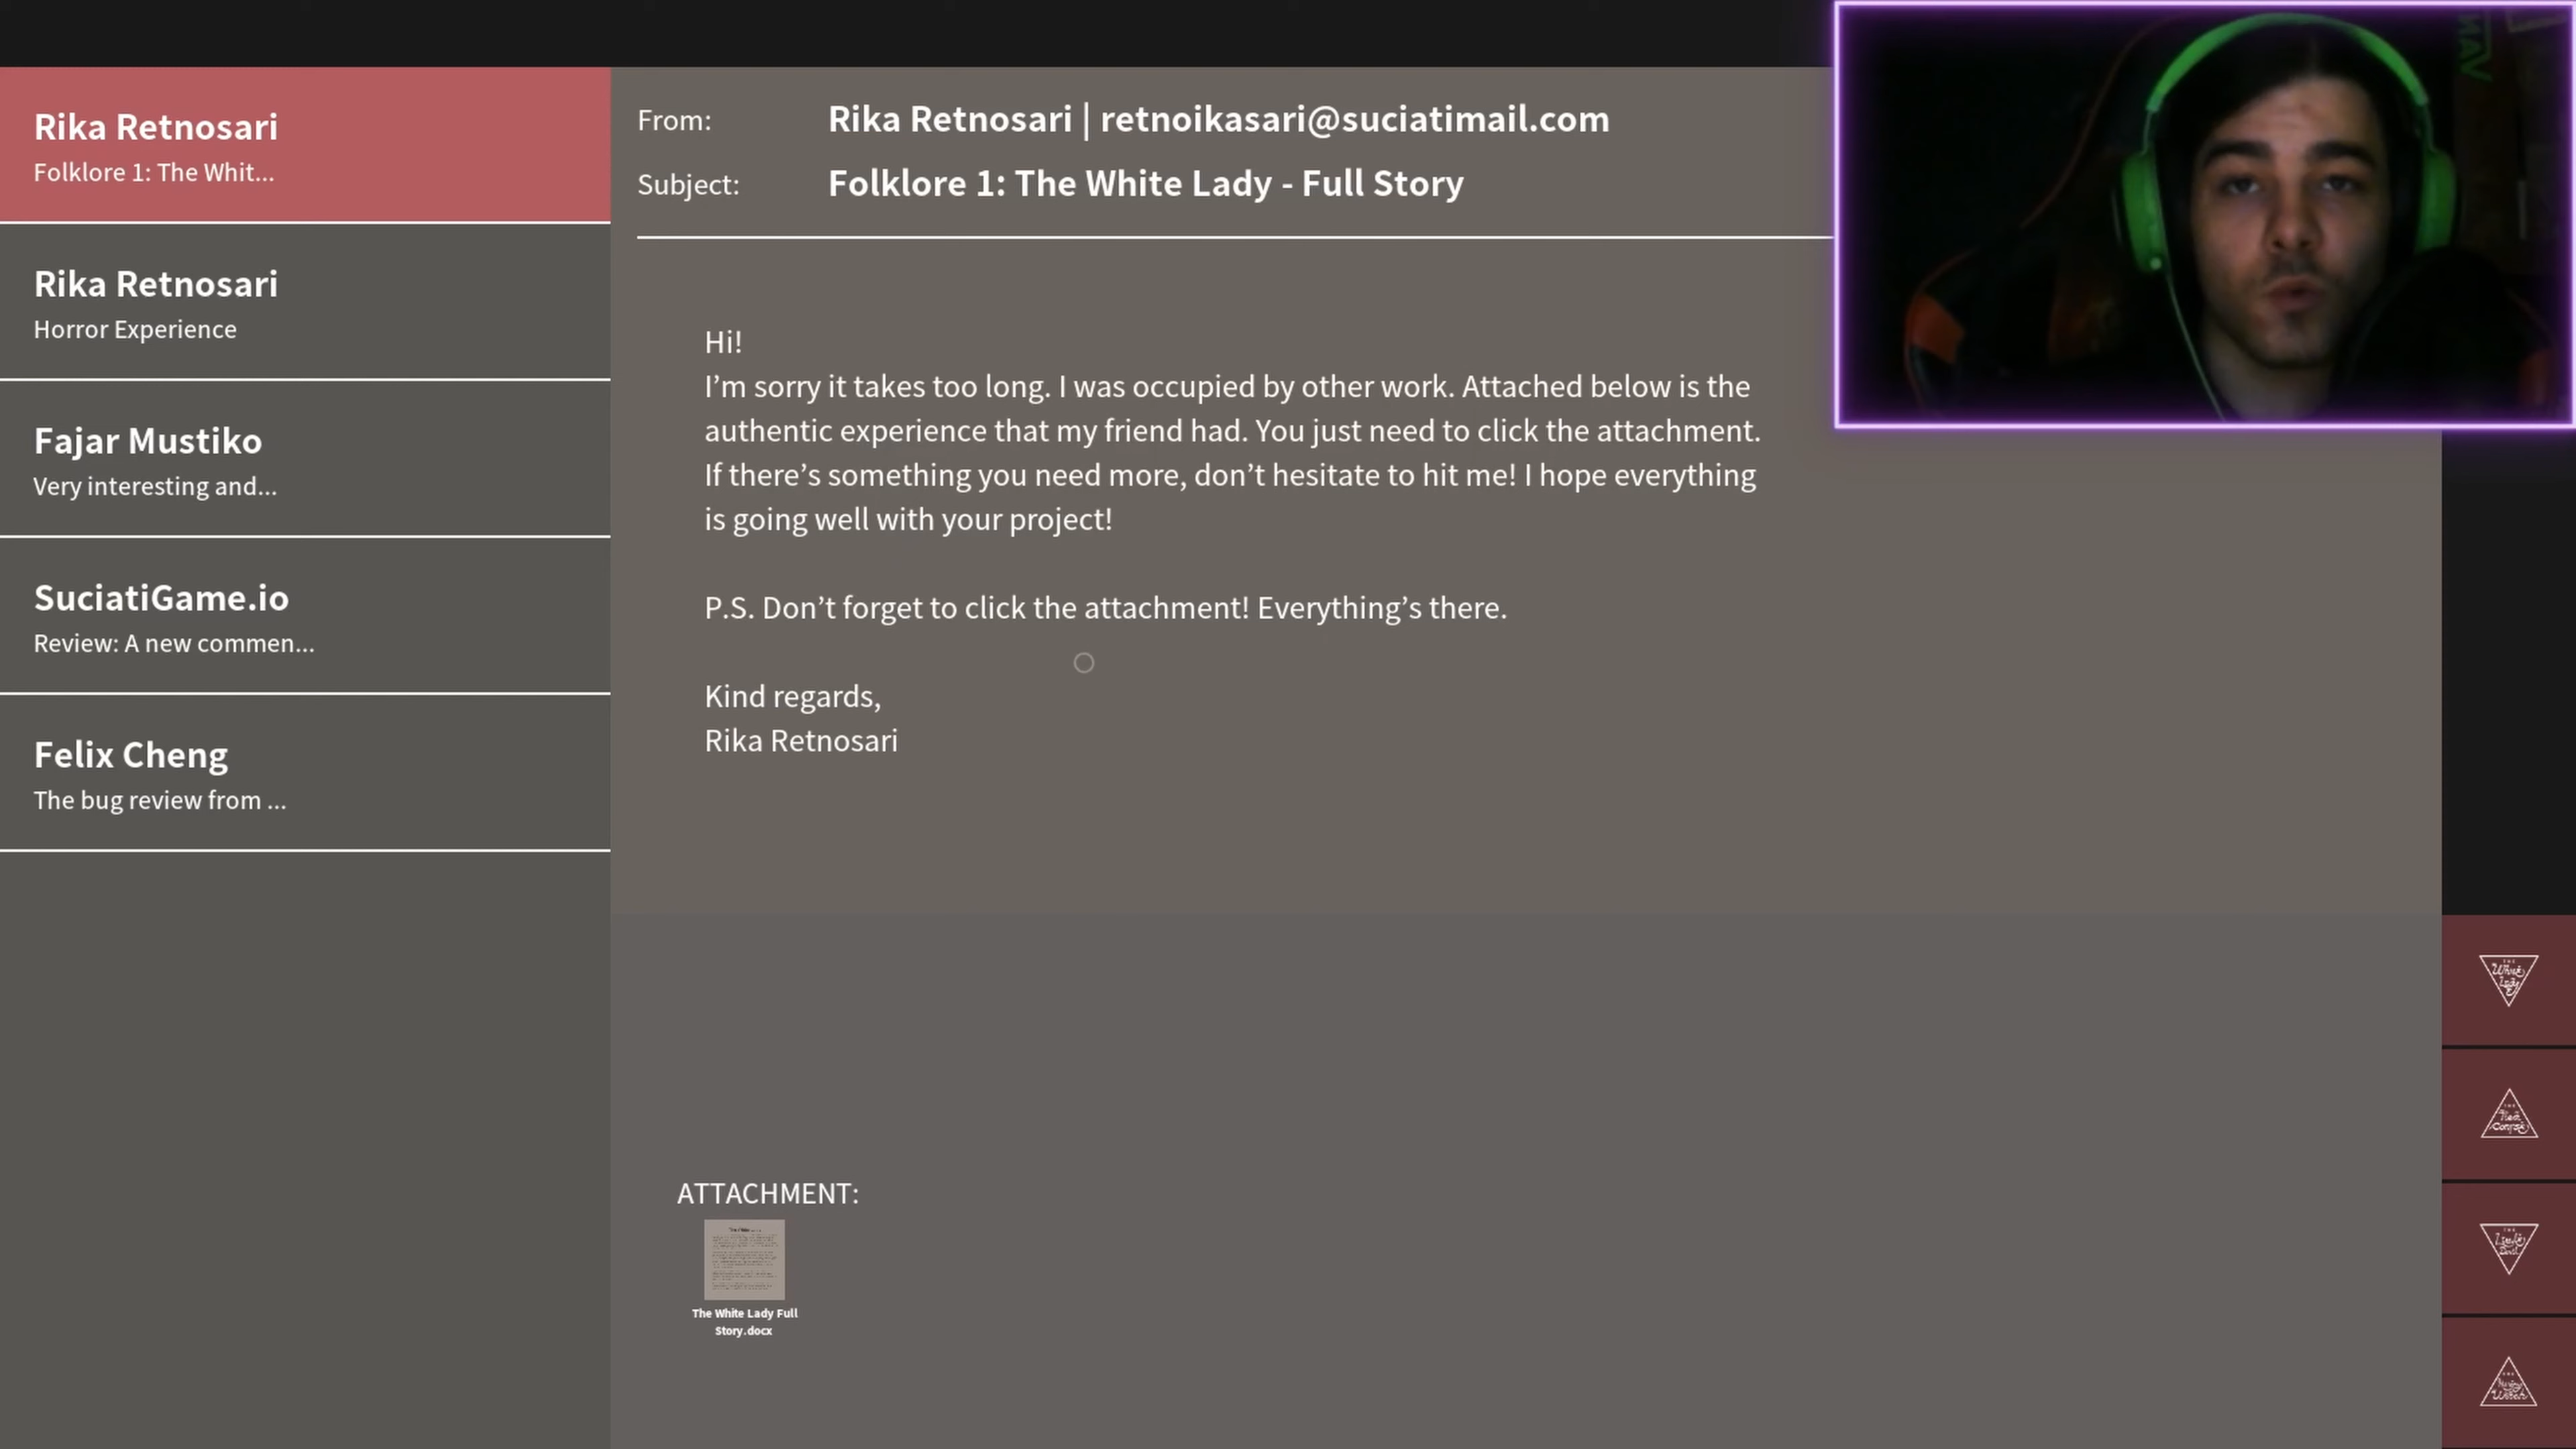 Rika Retnosari
Folklore 1: The Whit...
Rika Retnosari
Horror Experience
Fajar Mustiko
Very interesting and...
SuciatiGame.io
Review: A new commen...
Felix Cheng
The bug review from ...
From: Rika Retnosari | retnoikasari@suciatimail.com
Subject: Folklore 1: The White Lady - Full Story
Hi!
I’m sorry it takes too long. I was occupied by other work. Attached below is the
authentic experience that my friend had. You just need to click the attachment.
If there’s something you need more, don’t hesitate to hit me! I hope everything
is going well with your project!
P.S. Don’t forget to click the attachment! Everything’s there.
Kind regards,
Rika Retnosari
ATTACHMENT:
The White Lady Full
Story.docx
THE
White
Lady
THE